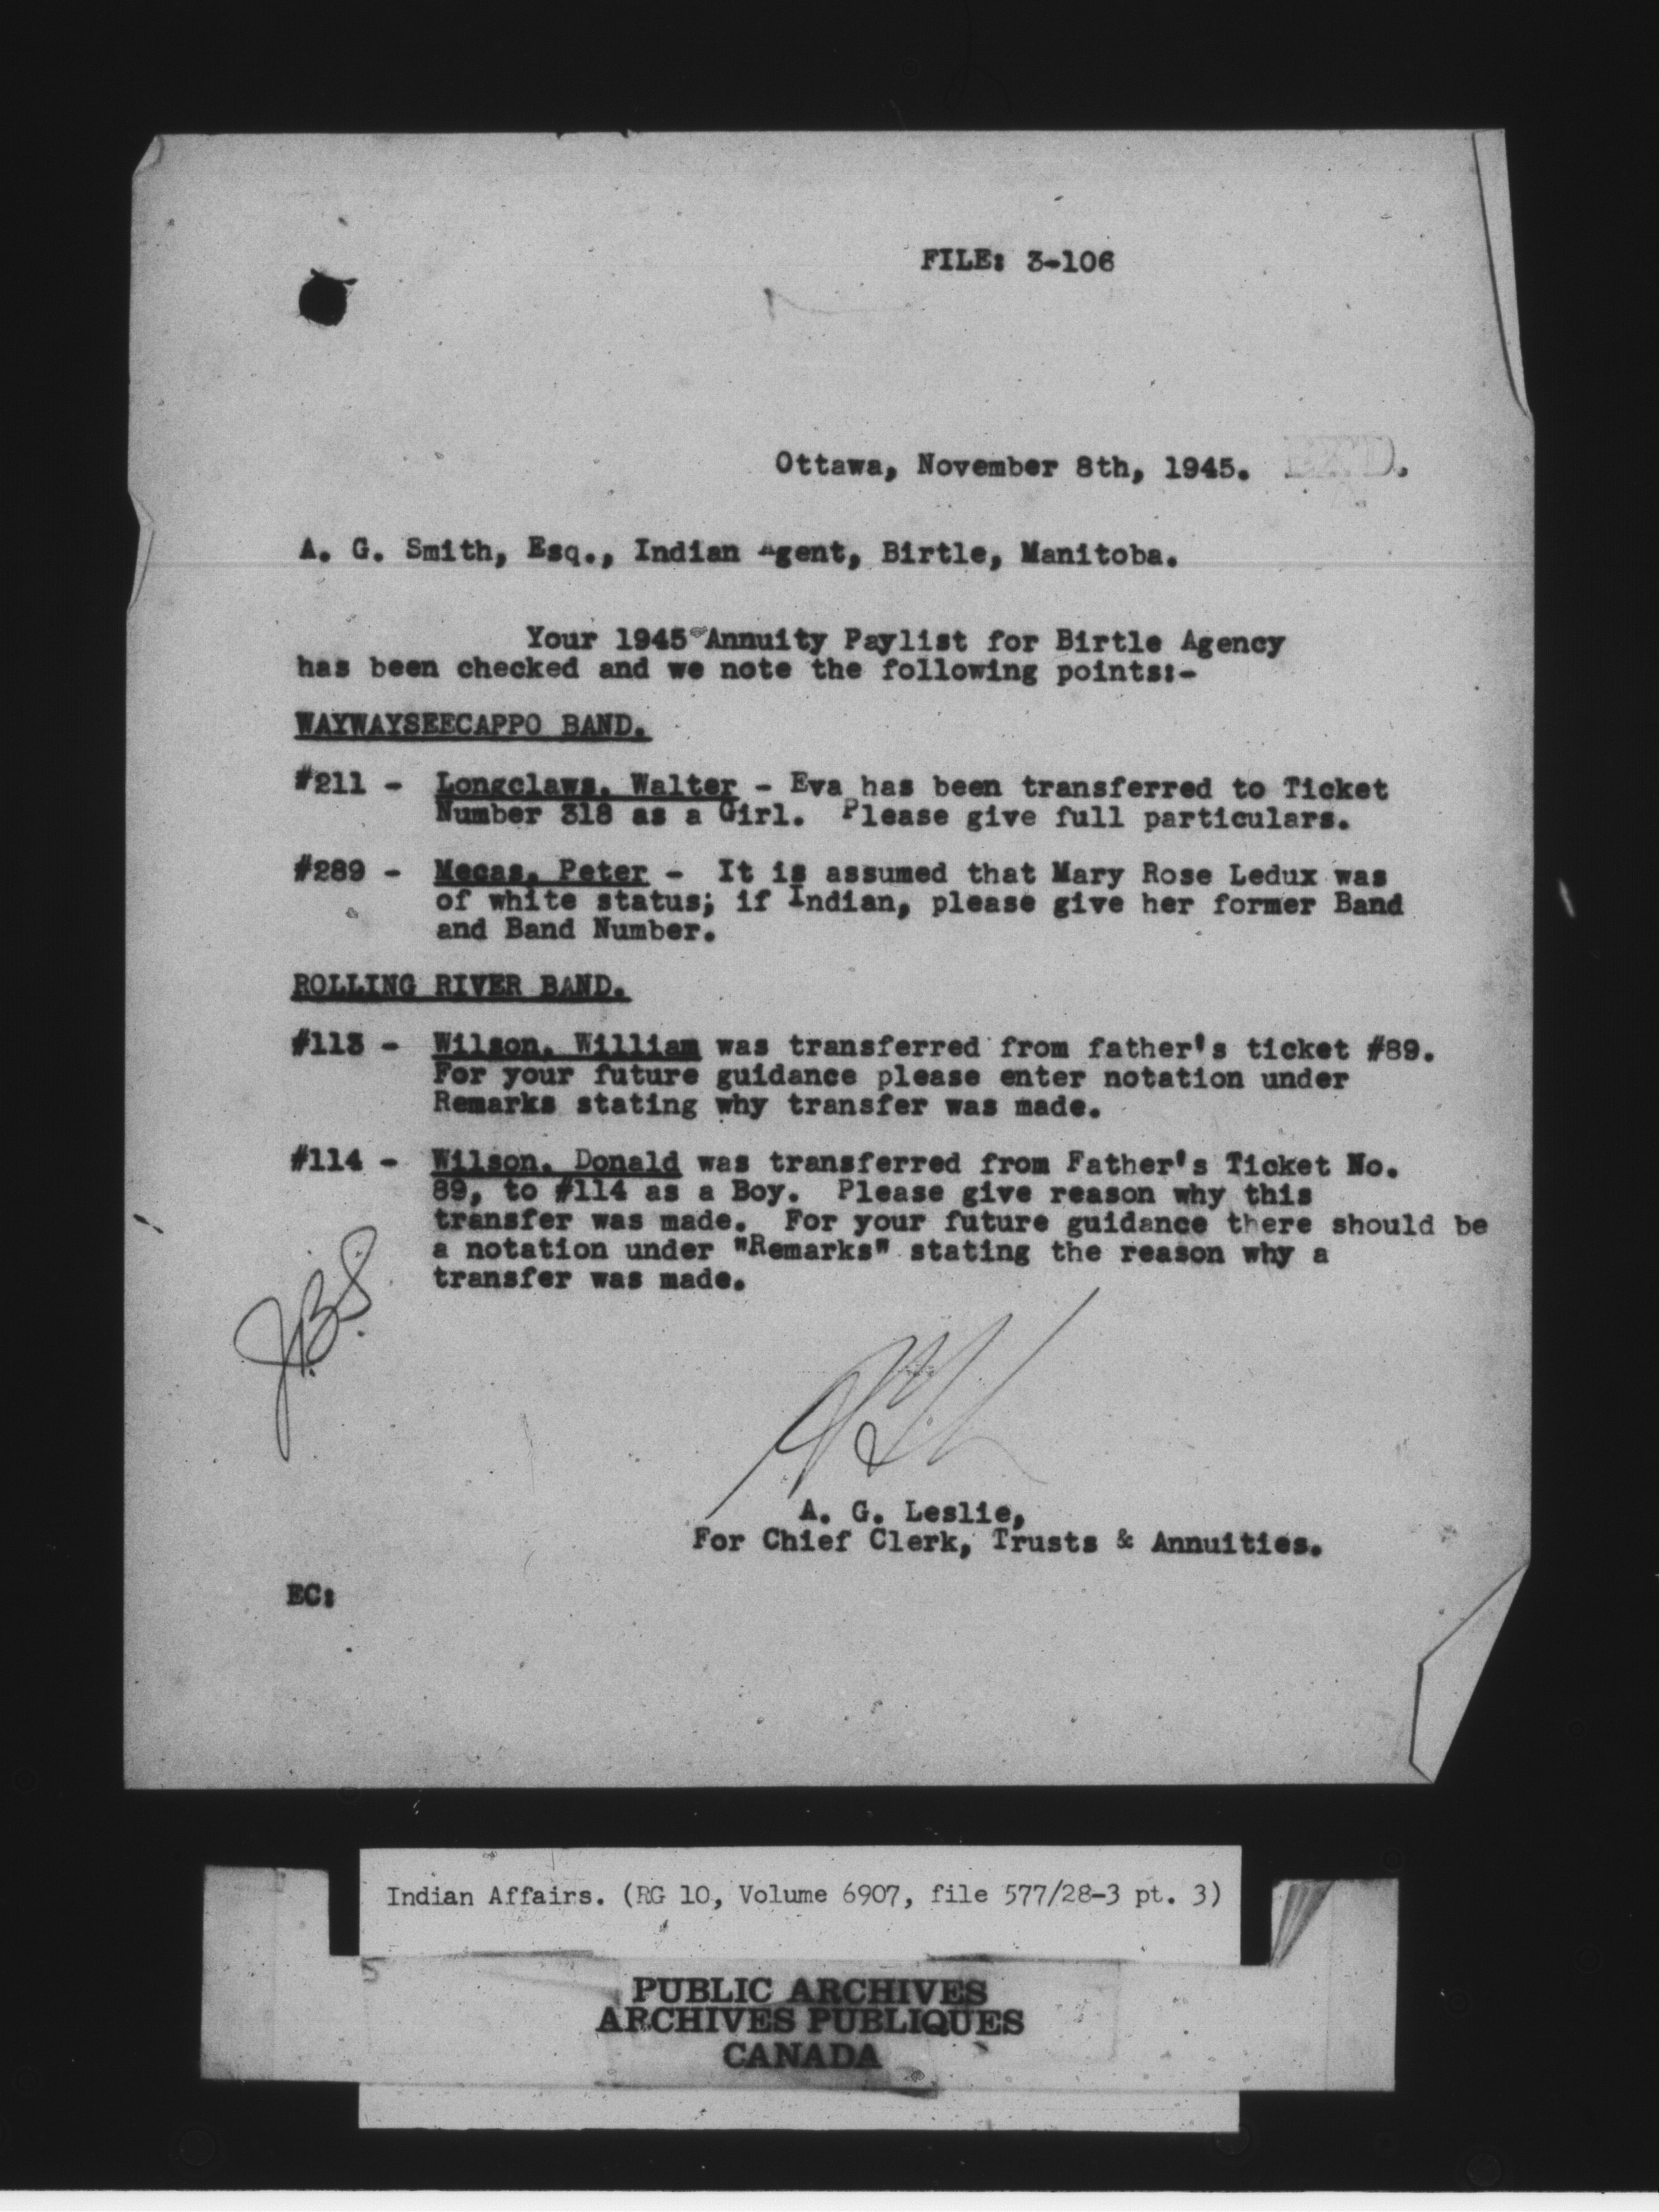 FILE: 3-106
Ottawa, November 8th, 1945.
A. G. Smith, Esq., Indian Agent, Birtle, Manitoba.
Your 1945 Annuity Paylist for Birtle Agency
has been checked and we note the following points:-
WAYWAYSEECAPPO BAND.
#211 - Longclaws, Walter - Eva has been transferred to Ticket
Number 318 as a Girl. Please give full particulars.
#289 - Mecas, Peter - It is assumed that Mary Rose Ledux was
of white status; if Indian, please give her former Band
and Band Number.
ROLLING RIVER BAND.
#113 - Wilson, William was transferred from father's ticket #89.
For your future guidance please enter notation under
Remarks stating why transfer was made.
#114 - Wilson, Donald was transferred from Father's Ticket No.
89, to #114 as a Boy. Please give reason why this
transfer was made. For your future guidance there should be
a notation under "Remarks" stating the reason why a
transfer was made.
J.B.S.
A. G. Leslie,
For Chief Clerk, Trusts & Annuities.
EC:
Indian Affairs. (RG 10, Volume 6907, file 577/28-3 pt. 3)
PUBLIC ARCHIVES
ARCHIVES PUBLIQUES
CANADA